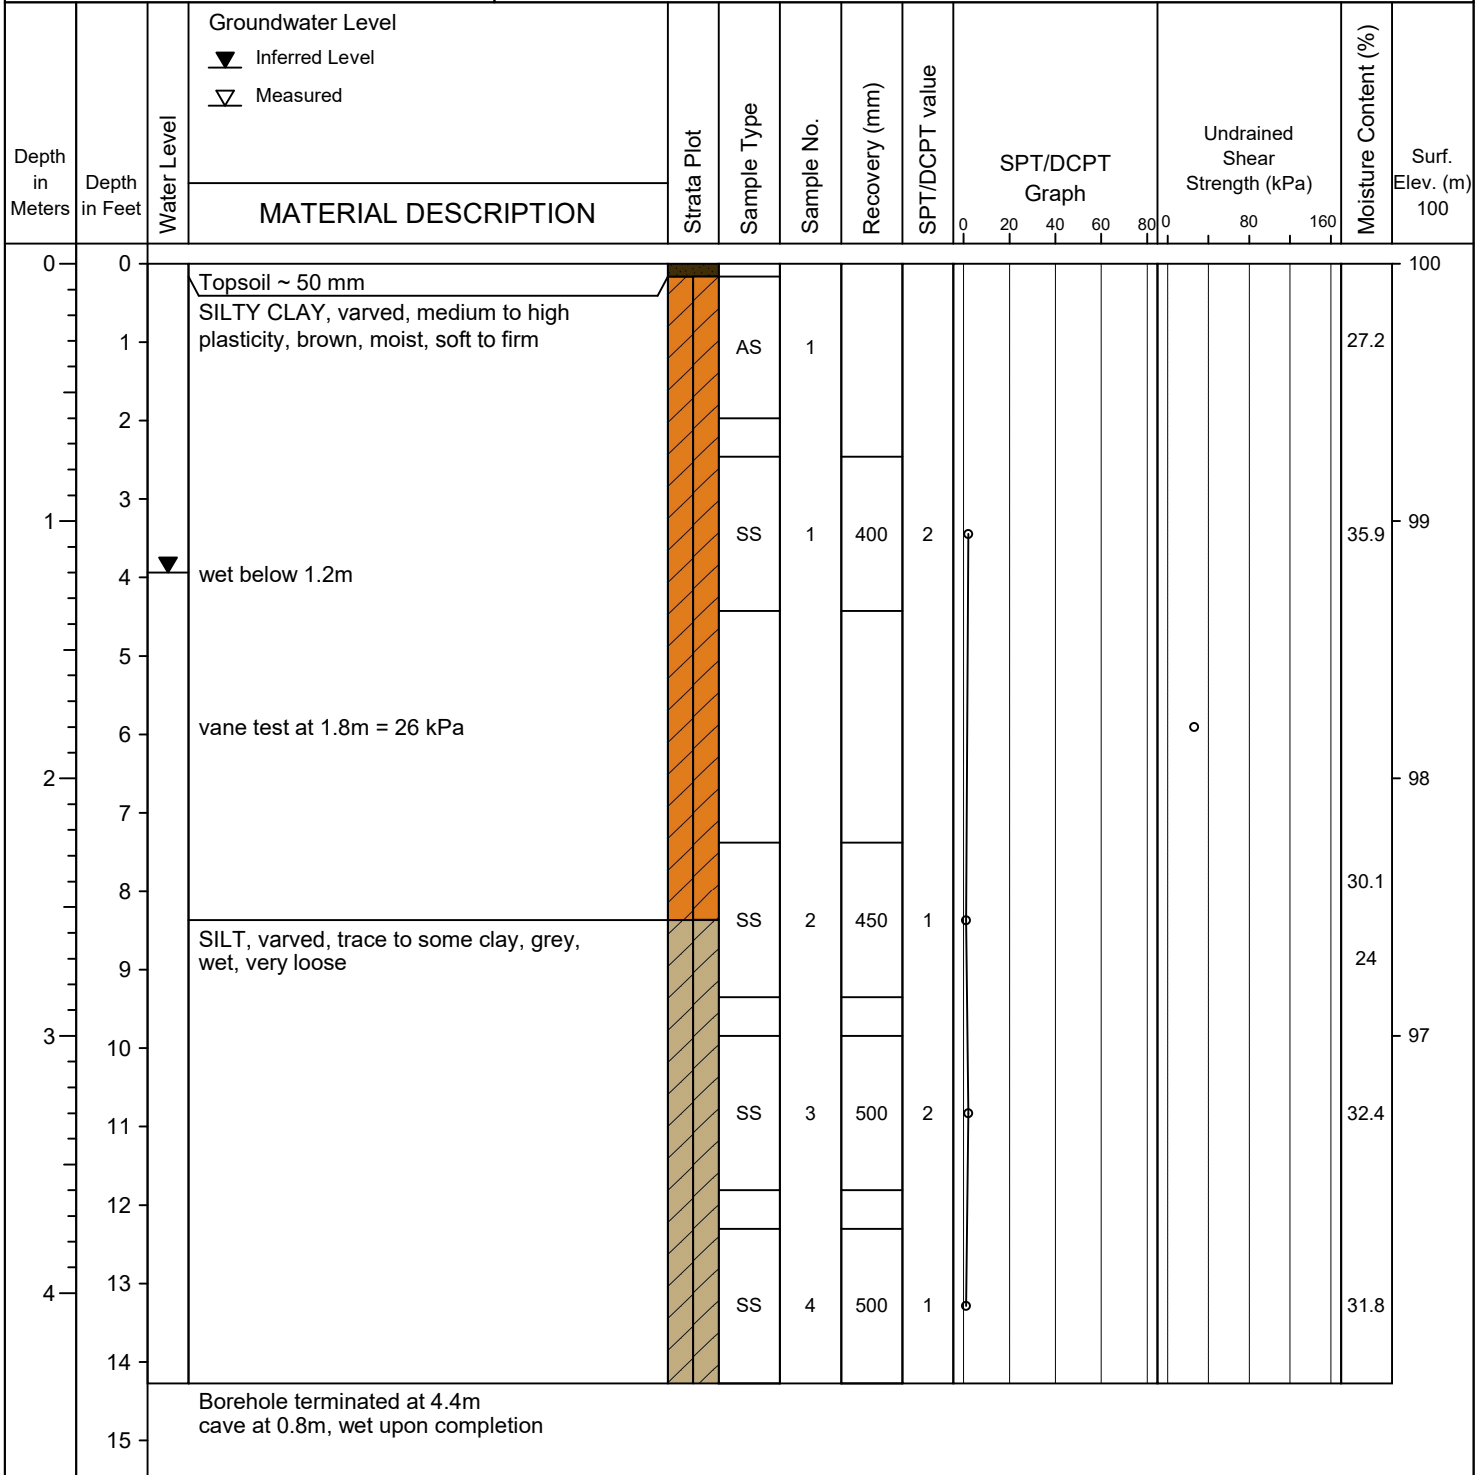 Groundwater Level
Inferred Level
Measured
Depth
in
Meters
Depth
in Feet
Water Level
MATERIAL DESCRIPTION
Strata Plot
Sample Type
Sample No.
Recovery (mm)
SPT/DCPT value
SPT/DCPT
Graph
0 20 40 60 80
Undrained
Shear
Strength (kPa)
0 80 160
Moisture Content (%)
Surf.
Elev. (m)
100
0 0 100
Topsoil ~ 50 mm
SILTY CLAY, varved, medium to high
plasticity, brown, moist, soft to firm
1 AS 1 27.2
2
3
1 SS 1 400 2 35.9 99
4 wet below 1.2m
5
6 vane test at 1.8m = 26 kPa
2 98
7
8 30.1
SS 2 450 1
SILT, varved, trace to some clay, grey,
wet, very loose
9 24
3 97
10
11 SS 3 500 2 32.4
12
13
4 SS 4 500 1 31.8
14
Borehole terminated at 4.4m
cave at 0.8m, wet upon completion
15